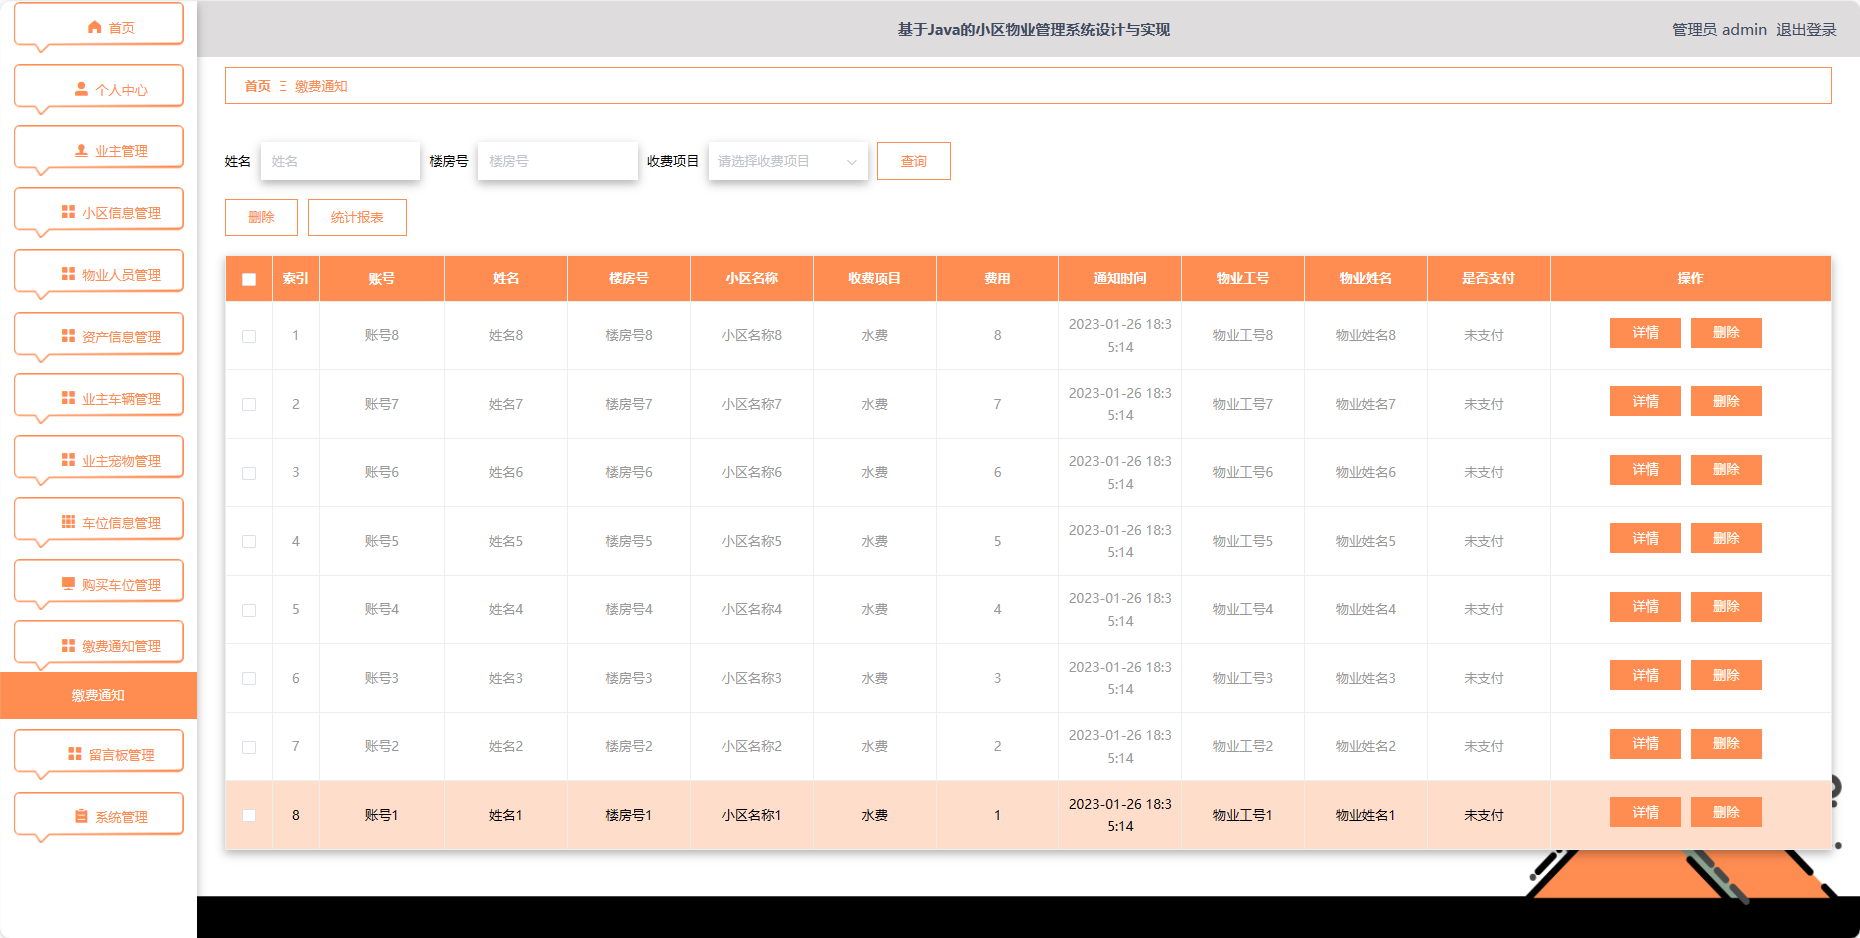 基于Java的小区物业管理系统设计与实现
管理员 admin 退出登录
首页
个人中心
业主管理
小区信息管理
物业人员管理
资产信息管理
业主车辆管理
业主宠物管理
车位信息管理
购买车位管理
缴费通知管理
缴费通知
留言板管理
系统管理
首页 Ξ 缴费通知
姓名 姓名 楼房号 楼房号 收费项目 请选择收费项目 查询
删除 统计报表
索引 账号 姓名 楼房号 小区名称 收费项目 费用 通知时间 物业工号 物业姓名 是否支付 操作
1 账号8 姓名8 楼房号8 小区名称8 水费 8 2023-01-26 18:3
5:14 物业工号8 物业姓名8 未支付 详情 删除
2 账号7 姓名7 楼房号7 小区名称7 水费 7 2023-01-26 18:3
5:14 物业工号7 物业姓名7 未支付 详情 删除
3 账号6 姓名6 楼房号6 小区名称6 水费 6 2023-01-26 18:3
5:14 物业工号6 物业姓名6 未支付 详情 删除
4 账号5 姓名5 楼房号5 小区名称5 水费 5 2023-01-26 18:3
5:14 物业工号5 物业姓名5 未支付 详情 删除
5 账号4 姓名4 楼房号4 小区名称4 水费 4 2023-01-26 18:3
5:14 物业工号4 物业姓名4 未支付 详情 删除
6 账号3 姓名3 楼房号3 小区名称3 水费 3 2023-01-26 18:3
5:14 物业工号3 物业姓名3 未支付 详情 删除
7 账号2 姓名2 楼房号2 小区名称2 水费 2 2023-01-26 18:3
5:14 物业工号2 物业姓名2 未支付 详情 删除
8 账号1 姓名1 楼房号1 小区名称1 水费 1 2023-01-26 18:3
5:14 物业工号1 物业姓名1 未支付 详情 删除